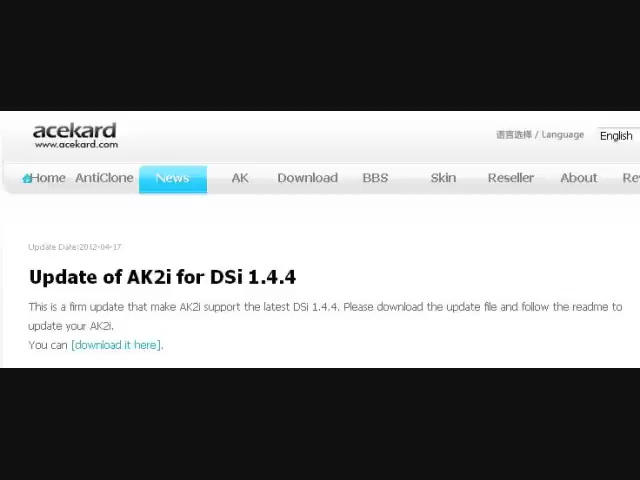 acekard
www.acekard.com
语言选择 / Language
English
Home AntiClone News AK Download BBS Skin Reseller About Re
Update Date:2012-04-17
Update of AK2i for DSi 1.4.4
This is a firm update that make AK2i support the latest DSi 1.4.4. Please download the update file and follow the readme to
update your AK2i.
You can [download it here].